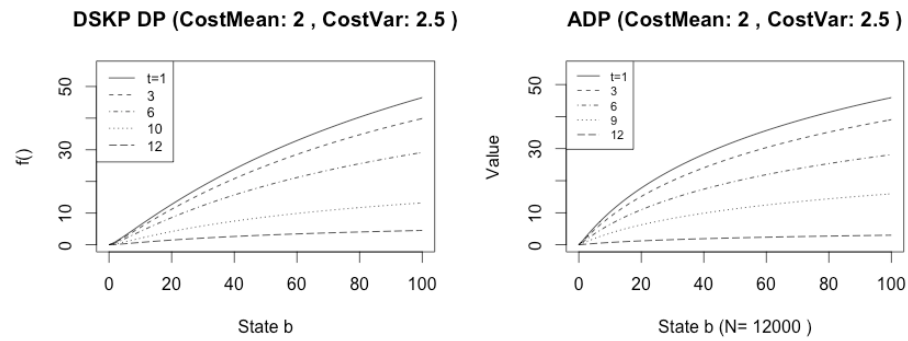 DSKP DP (CostMean: 2 , CostVar: 2.5 )
f()
50
30
10
0
t=1
3
6
10
12
0 20 40 60 80 100
State b
ADP (CostMean: 2 , CostVar: 2.5 )
Value
50
30
10
0
t=1
3
6
9
12
0 20 40 60 80 100
State b (N= 12000 )